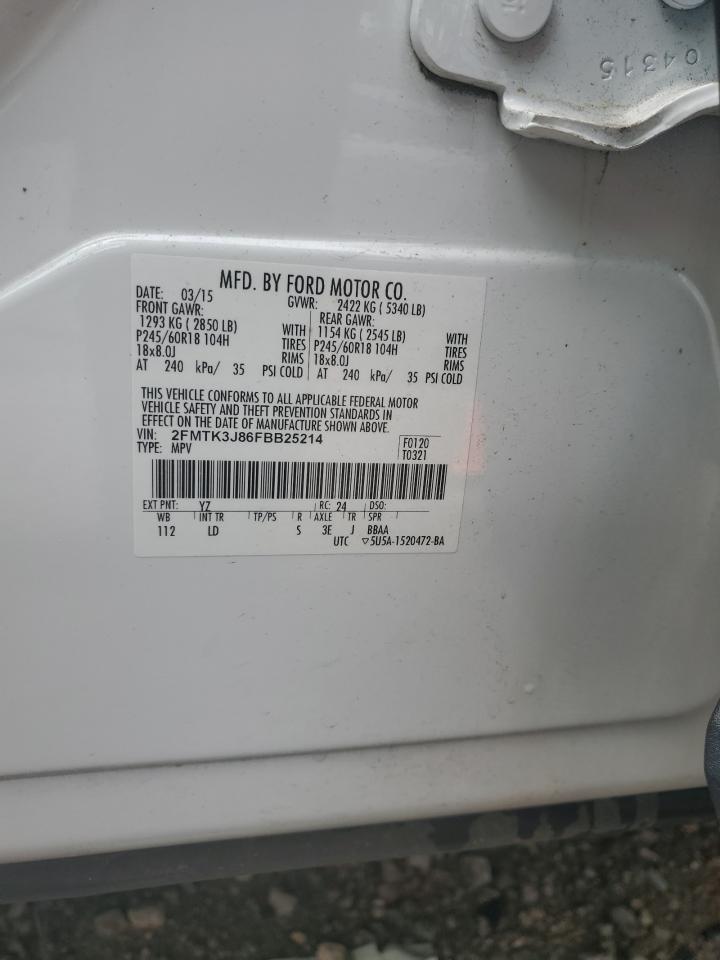 04315
MFD. BY FORD MOTOR CO.
DATE: 03/15 GVWR: 2422 KG ( 5340 LB)
FRONT GAWR: REAR GAWR:
1293 KG ( 2850 LB) WITH 1154 KG ( 2545 LB) WITH
P245/60R18 104H TIRES P245/60R18 104H TIRES
18x8.0J RIMS 18x8.0J RIMS
AT 240 kPa/ 35 PSI COLD AT 240 kPa/ 35 PSI COLD
THIS VEHICLE CONFORMS TO ALL APPLICABLE FEDERAL MOTOR
VEHICLE SAFETY AND THEFT PREVENTION STANDARDS IN
EFFECT ON THE DATE OF MANUFACTURE SHOWN ABOVE.
VIN: 2FMTK3J86FBB25214 F0120
TYPE: MPV T0321
EXT PNT: YZ RC: 24 DSO:
WB INT TR TP/PS R AXLE TR SPR
112 LD S 3E J BBAA
UTC ▽5U5A-1520472-BA